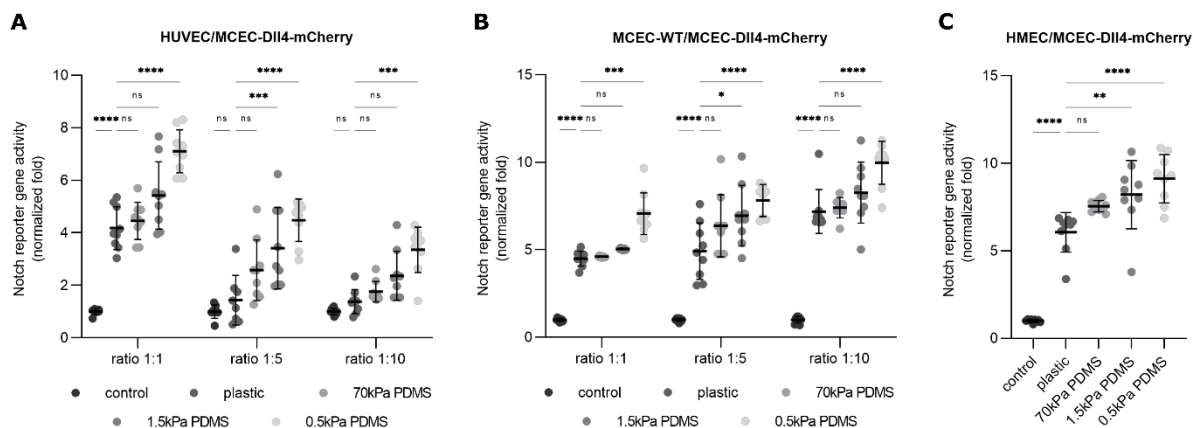 A
HUVEC/MCEC-Dll4-mCherry
Notch reporter gene activity
(normalized fold)
10
8
6
4
2
0
**** *** ****
ns *** ns
**** ns ns ns ns ns
ratio 1:1 ratio 1:5 ratio 1:10
control plastic 70kPa PDMS
1.5kPa PDMS 0.5kPa PDMS
B
MCEC-WT/MCEC-Dll4-mCherry
Notch reporter gene activity
(normalized fold)
15
10
5
0
*** **** ****
ns * ns
**** ns **** ns **** ns
ratio 1:1 ratio 1:5 ratio 1:10
control plastic 70kPa PDMS
1.5kPa PDMS 0.5kPa PDMS
C
HMEC/MCEC-Dll4-mCherry
Notch reporter gene activity
(normalized fold)
15
10
5
0
****
**
**** ns
control
plastic
70kPa PDMS
1.5kPa PDMS
0.5kPa PDMS